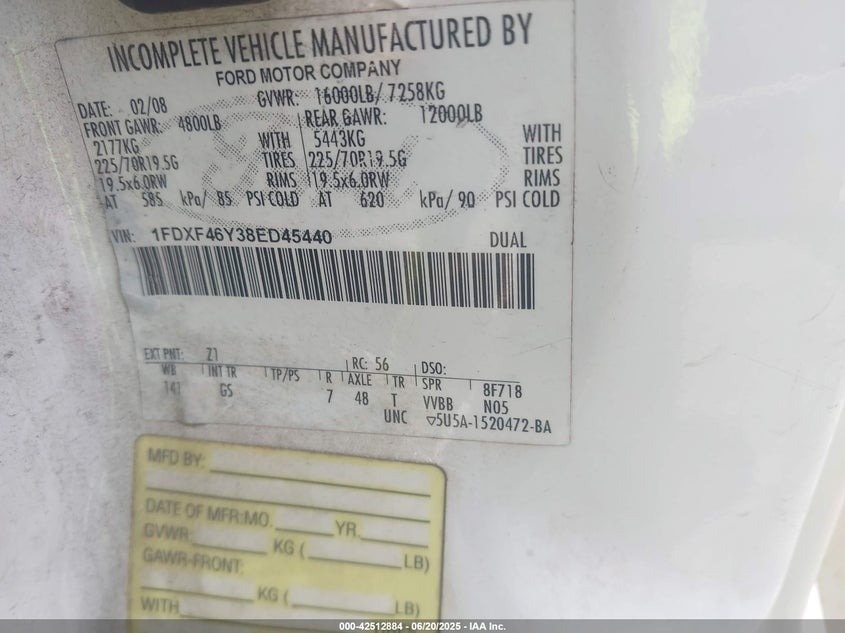 INCOMPLETE VEHICLE MANUFACTURED BY
FORD MOTOR COMPANY
DATE: 02/08 GVWR: 16000LB/ 7258KG
FRONT GAWR: 4800LB REAR GAWR: 12000LB
2177KG WITH 5443KG WITH
225/70R19.5G TIRES 225/70R19.5G TIRES
19.5x6.0RW RIMS 19.5x6.0RW RIMS
AT 585 kPa/ 85 PSI COLD AT 620 kPa/ 90 PSI COLD
VIN: 1FDXF46Y38ED45440 DUAL
EXT PNT: Z1 RC: 56 DSO:
WB INT TR TP/PS R AXLE TR SPR 8F718
141 GS 7 48 T VVBB N05
UNC ▽5U5A-1520472-BA
MFD BY:
DATE OF MFR:MO. YR.
GVWR: KG ( LB)
GAWR-FRONT:
KG ( LB)
WITH
000-42512884 - 06/20/2025 - IAA Inc.